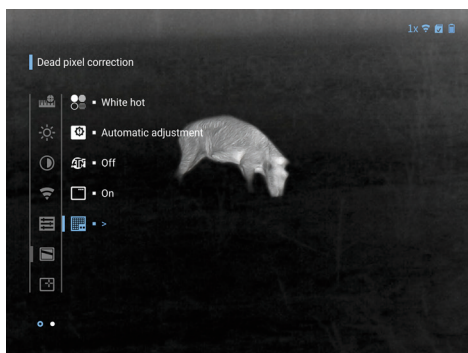 1x
Dead pixel correction
White hot
Automatic adjustment
Off
On
>